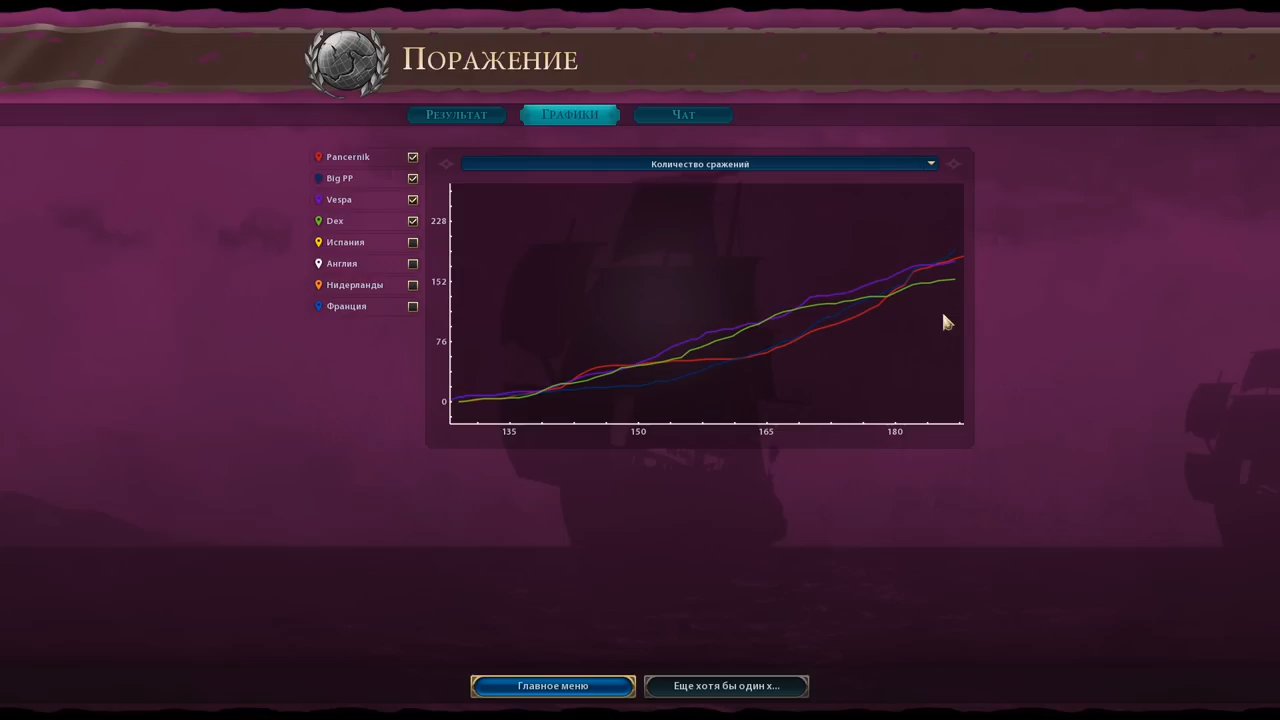 Поражение
Результат
Графики
Чат
Pancernik
Big PP
Vespa
Dex
Испания
Англия
Нидерланды
Франция
Количество сражений
228
152
76
0
135 150 165 180
Главное меню
Еще хотя бы один х...